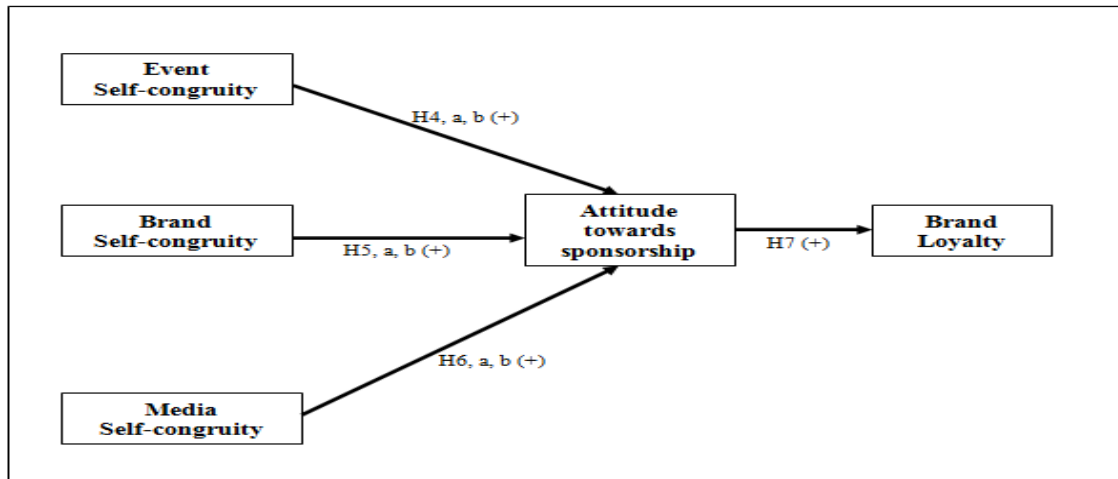 Event
Self-congruity
H4, a, b (+)
Brand
Self-congruity
H5, a, b (+)
Attitude
towards
sponsorship
H7 (+)
Brand
Loyalty
H6, a, b (+)
Media
Self-congruity